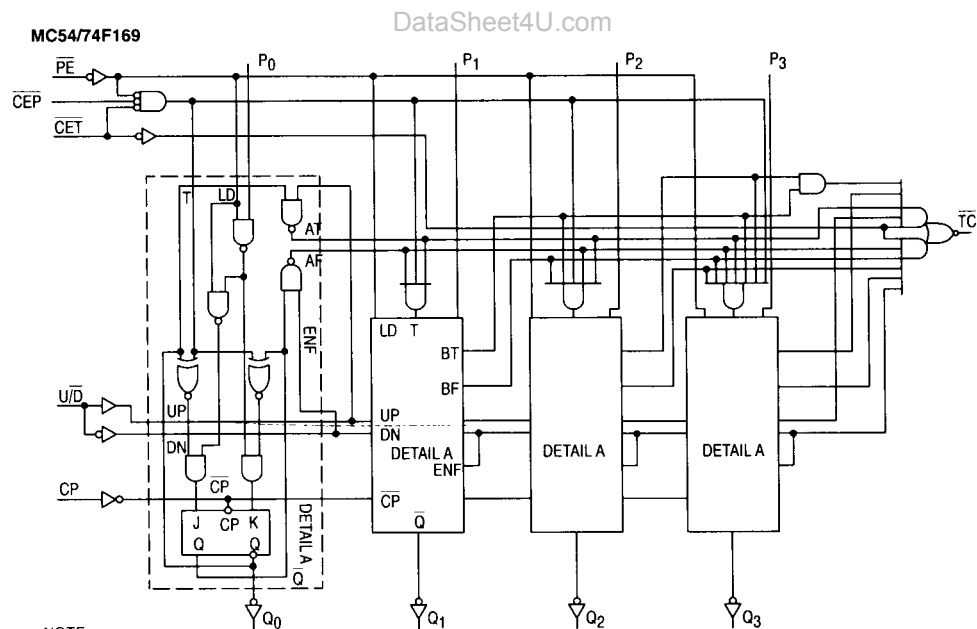 DataSheet4U.com
MC54/74F169
P0 P1 P2 P3
PE
CEP
CET
TC
T LD
AT
AF
ENF
LD T
BT
BF
U/D
UP
DN
UP
DN
DETAIL A
ENF
DETAIL A
DETAIL A
CP
CP
CP
Q
J CP K
Q Q
DETAIL A
Q
Q0 Q1 Q2 Q3